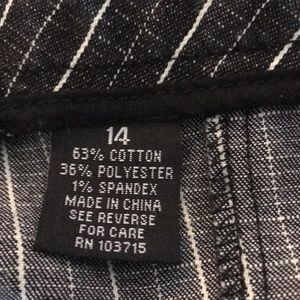 14
63% COTTON
36% POLYESTER
1% SPANDEX
MADE IN CHINA
SEE REVERSE
FOR CARE
RN 103715